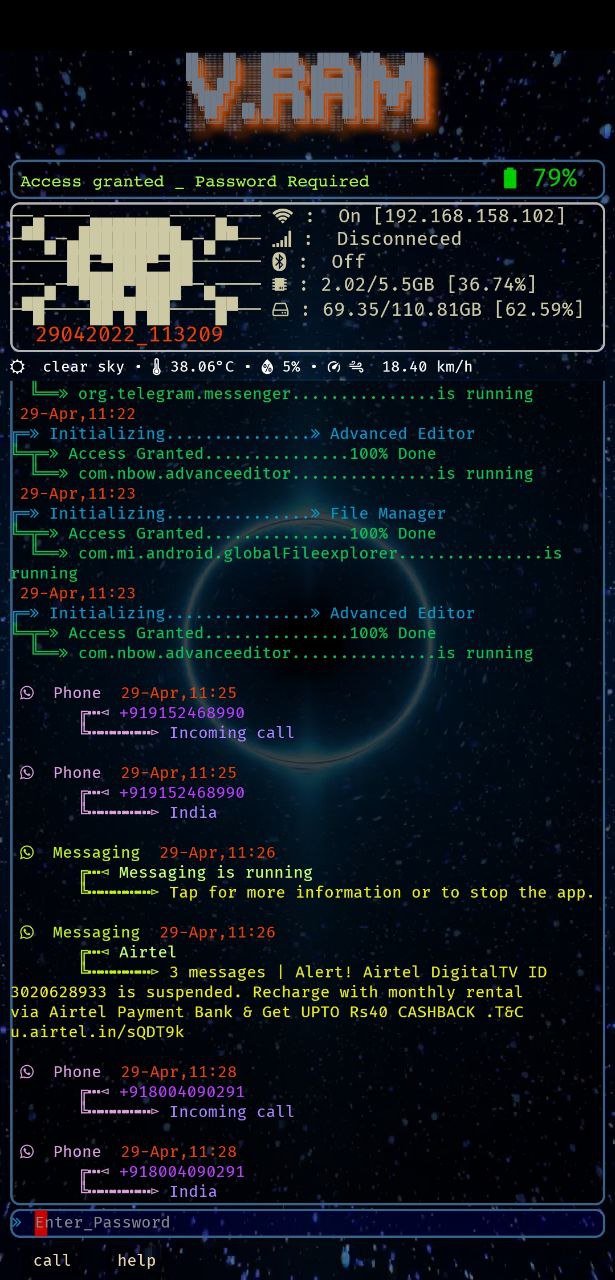 V.RAM
Access granted _ Password Required 79%
: On [192.168.158.102]
: Disconneced
: Off
: 2.02/5.5GB [36.74%]
: 69.35/110.81GB [62.59%]
29042022_113209
clear sky • 38.06°C • 5% • 18.40 km/h
org.telegram.messenger...............is running
29-Apr,11:22
» Initializing...............» Advanced Editor
» Access Granted...............100% Done
» com.nbow.advanceeditor...............is running
29-Apr,11:23
» Initializing...............» File Manager
» Access Granted...............100% Done
» com.mi.android.globalFileexplorer...............is
running
29-Apr,11:23
» Initializing...............» Advanced Editor
» Access Granted...............100% Done
» com.nbow.advanceeditor...............is running
Phone 29-Apr,11:25
+919152468990
Incoming call
Phone 29-Apr,11:25
+919152468990
India
Messaging 29-Apr,11:26
Messaging is running
Tap for more information or to stop the app.
Messaging 29-Apr,11:26
Airtel
3 messages | Alert! Airtel DigitalTV ID
3020628933 is suspended. Recharge with monthly rental
via Airtel Payment Bank & Get UPTO Rs40 CASHBACK .T&C
u.airtel.in/sQDT9k
Phone 29-Apr,11:28
+918004090291
Incoming call
Phone 29-Apr,11:28
+918004090291
India
» Enter_Password
call help